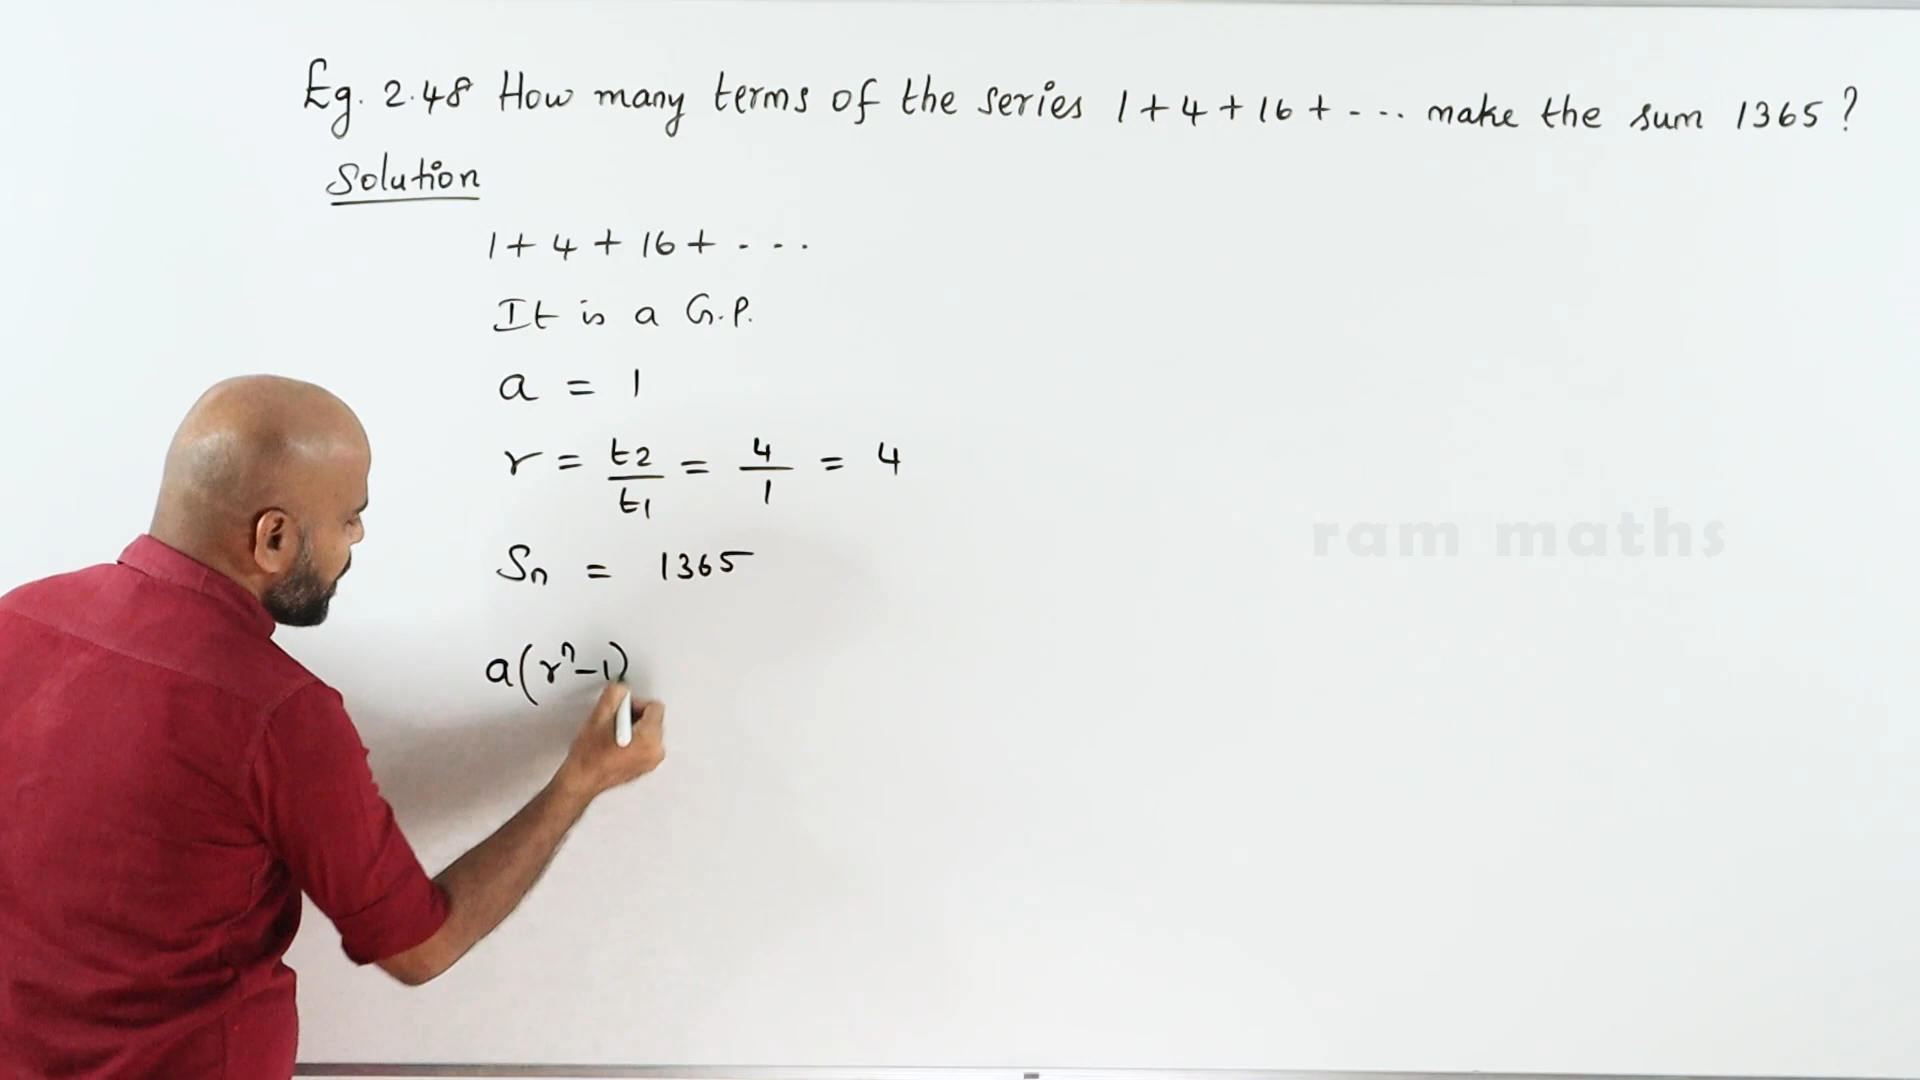 Eg. 2.48 How many terms of the series 1 + 4 + 16 + - - .. make the sum 1365 ?
Solution
1 + 4 + 16 + - - .
It is a G.P.
a = 1
r = t2/t1 = 4/1 = 4
Sn = 1365
a(rⁿ-1)
ram maths